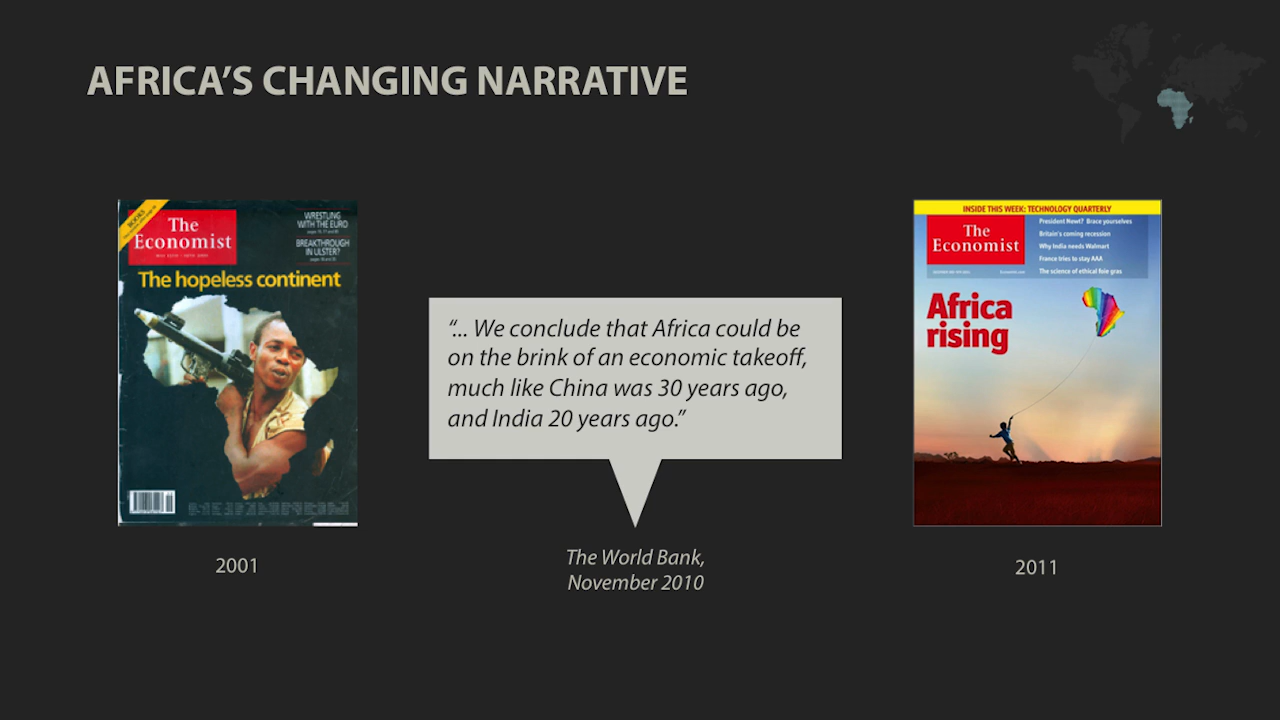 AFRICA'S CHANGING NARRATIVE
BOOKS
The
Economist
WRESTLING
WITH THE EURO
BREAKTHROUGH
IN ULSTER?
The hopeless continent
2001
“... We conclude that Africa could be
on the brink of an economic takeoff,
much like China was 30 years ago,
and India 20 years ago.”
The World Bank,
November 2010
INSIDE THIS WEEK: TECHNOLOGY QUARTERLY
The
Economist
President Newt? Brace yourselves
Britain's coming recession
Why India needs Walmart
France tries to stay AAA
The science of ethical foie gras
Economist.com
Africa
rising
2011